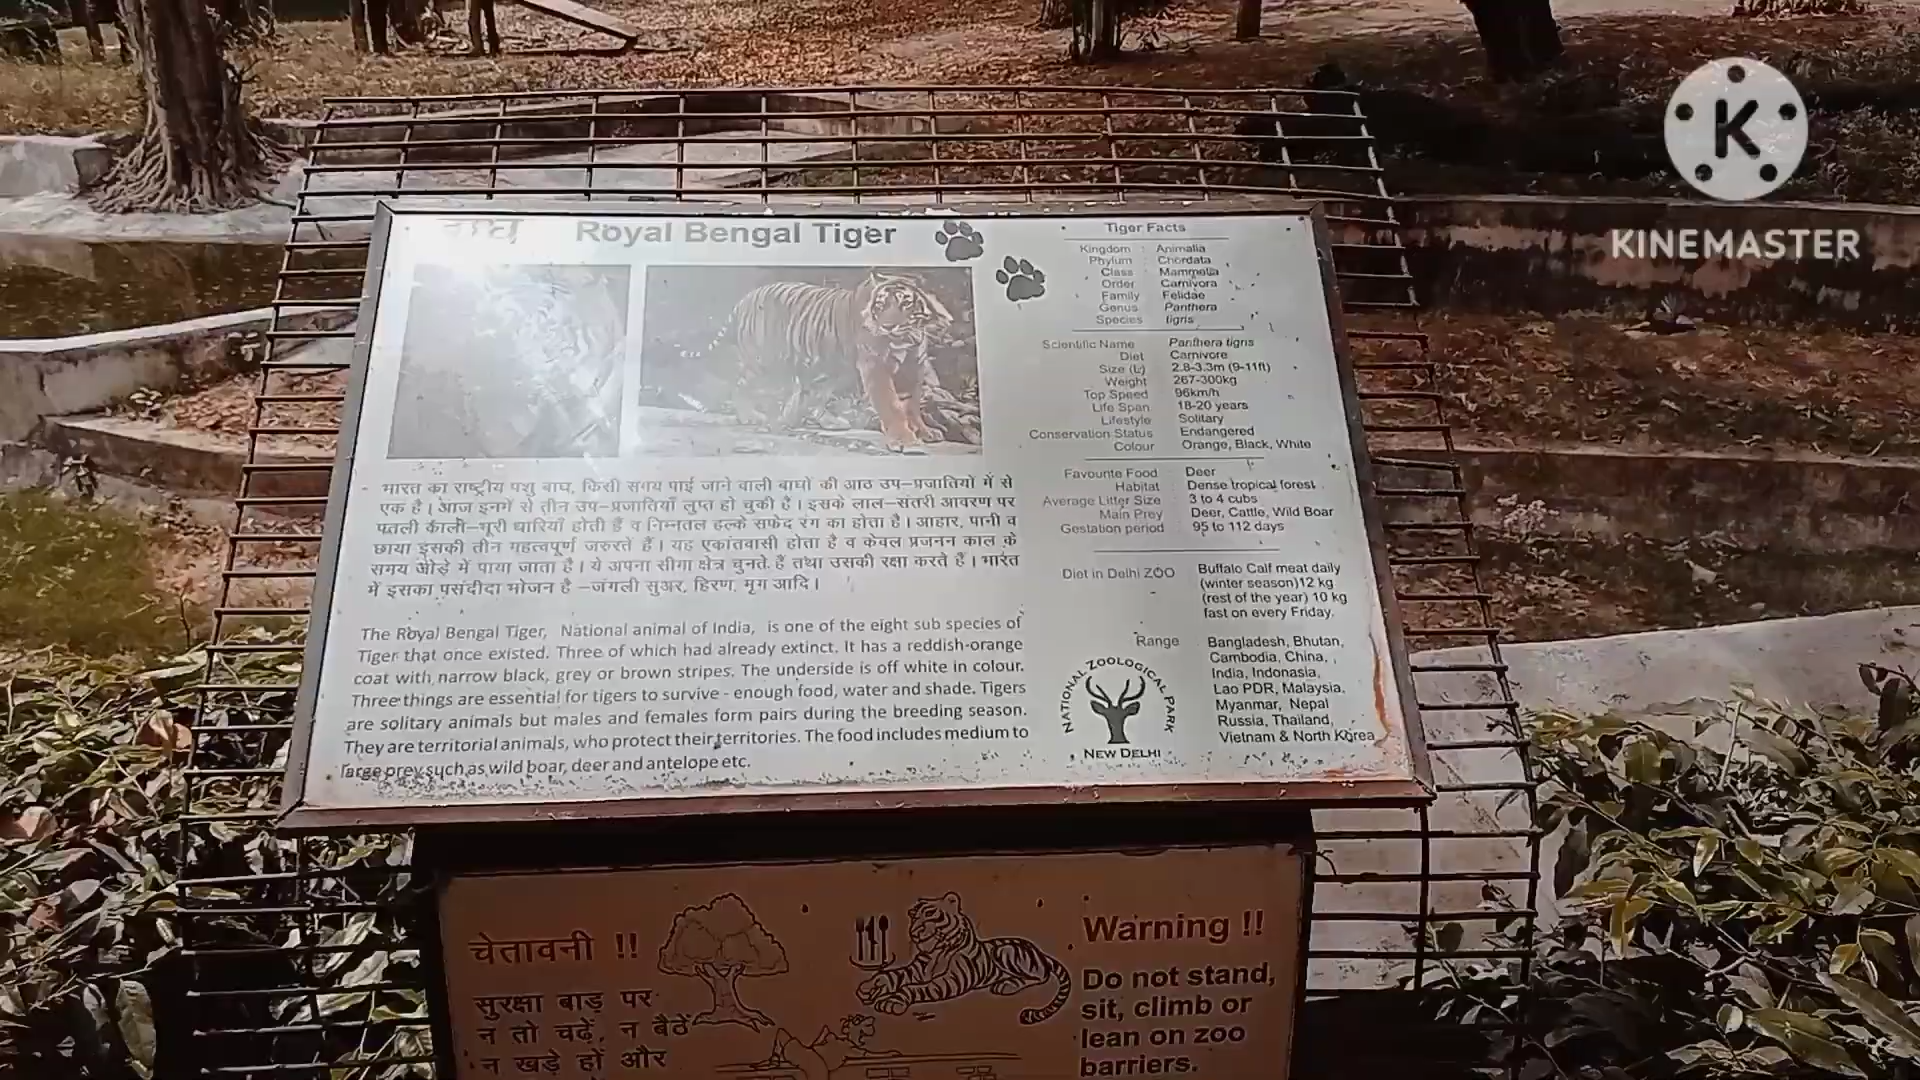 बाघ Royal Bengal Tiger
भारत का राष्ट्रीय पशु बाघ, किसी समय पाई जाने वाली बाघों की आठ उप–प्रजातियों में से
एक है। आज इनमें से तीन उप–प्रजातियाँ लुप्त हो चुकी हैं। इसके लाल–संतरी आवरण पर
पतली काली–भूरी धारियाँ होती हैं व निम्नतल हल्के सफेद रंग का होता है। आहार, पानी व
छाया इसकी तीन महत्वपूर्ण जरुरतें हैं। यह एकांतवासी होता है व केवल प्रजनन काल के
समय जोड़े में पाया जाता है। ये अपना सीमा क्षेत्र चुनते हैं तथा उसकी रक्षा करते हैं। भारत
में इसका पसंदीदा भोजन है –जंगली सुअर, हिरण, मृग आदि।
The Royal Bengal Tiger, National animal of India, is one of the eight sub species of
Tiger that once existed. Three of which had already extinct. It has a reddish-orange
coat with narrow black, grey or brown stripes. The underside is off white in colour.
Three things are essential for tigers to survive - enough food, water and shade. Tigers
are solitary animals but males and females form pairs during the breeding season.
They are territorial animals, who protect their territories. The food includes medium to
large prey such as wild boar, deer and antelope etc.
Tiger Facts
Kingdom : Animalia
Phylum : Chordata
Class : Mammalia
Order : Carnivora
Family : Felidae
Genus : Panthera
Species : tigris
Scientific Name : Panthera tigris
Diet : Carnivore
Size (L) : 2.8-3.3m (9-11ft)
Weight : 267-300kg
Top Speed : 96km/h
Life Span : 18-20 years
Lifestyle : Solitary
Conservation Status : Endangered
Colour : Orange, Black, White
Favourite Food : Deer
Habitat : Dense tropical forest
Average Litter Size : 3 to 4 cubs
Main Prey : Deer, Cattle, Wild Boar
Gestation period : 95 to 112 days
Diet in Delhi ZOO : Buffalo Calf meat daily
(winter season)12 kg
(rest of the year) 10 kg
fast on every Friday.
Range : Bangladesh, Bhutan,
Cambodia, China,
India, Indonasia,
Lao PDR, Malaysia,
Myanmar, Nepal
Russia, Thailand,
Vietnam & North Korea
NATIONAL ZOOLOGICAL PARK
NEW DELHI
चेतावनी !!
सुरक्षा बाड़ पर
न तो चढ़ें, न बैठें
न खड़े हों और
Warning !!
Do not stand,
sit, climb or
lean on zoo
barriers.
K
KINEMASTER